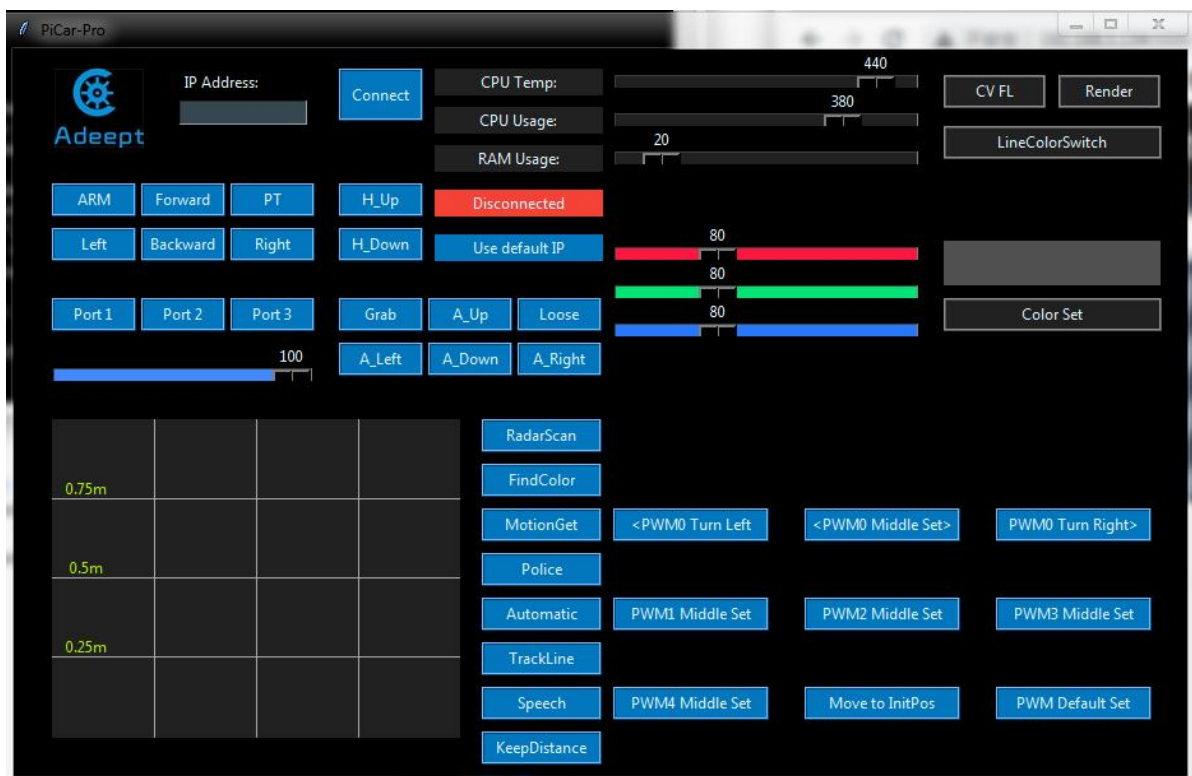 PiCar-Pro
Adeept
IP Address:
Connect
CPU Temp:
440
CV FL
Render
CPU Usage:
380
LineColorSwitch
RAM Usage:
20
ARM
Forward
PT
H_Up
Disconnected
Left
Backward
Right
H_Down
Use default IP
80
80
80
Color Set
Port 1
Port 2
Port 3
Grab
A_Up
Loose
100
A_Left
A_Down
A_Right
0.75m
0.5m
0.25m
RadarScan
FindColor
MotionGet
<PWM0 Turn Left
<PWM0 Middle Set>
PWM0 Turn Right>
Police
Automatic
PWM1 Middle Set
PWM2 Middle Set
PWM3 Middle Set
TrackLine
Speech
PWM4 Middle Set
Move to InitPos
PWM Default Set
KeepDistance